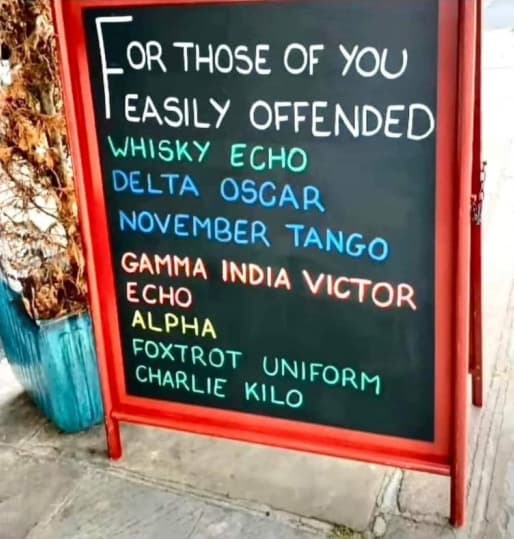 FOR THOSE OF YOU
EASILY OFFENDED
WHISKY ECHO
DELTA OSCAR
NOVEMBER TANGO
GAMMA INDIA VICTOR
ECHO
ALPHA
FOXTROT UNIFORM
CHARLIE KILO